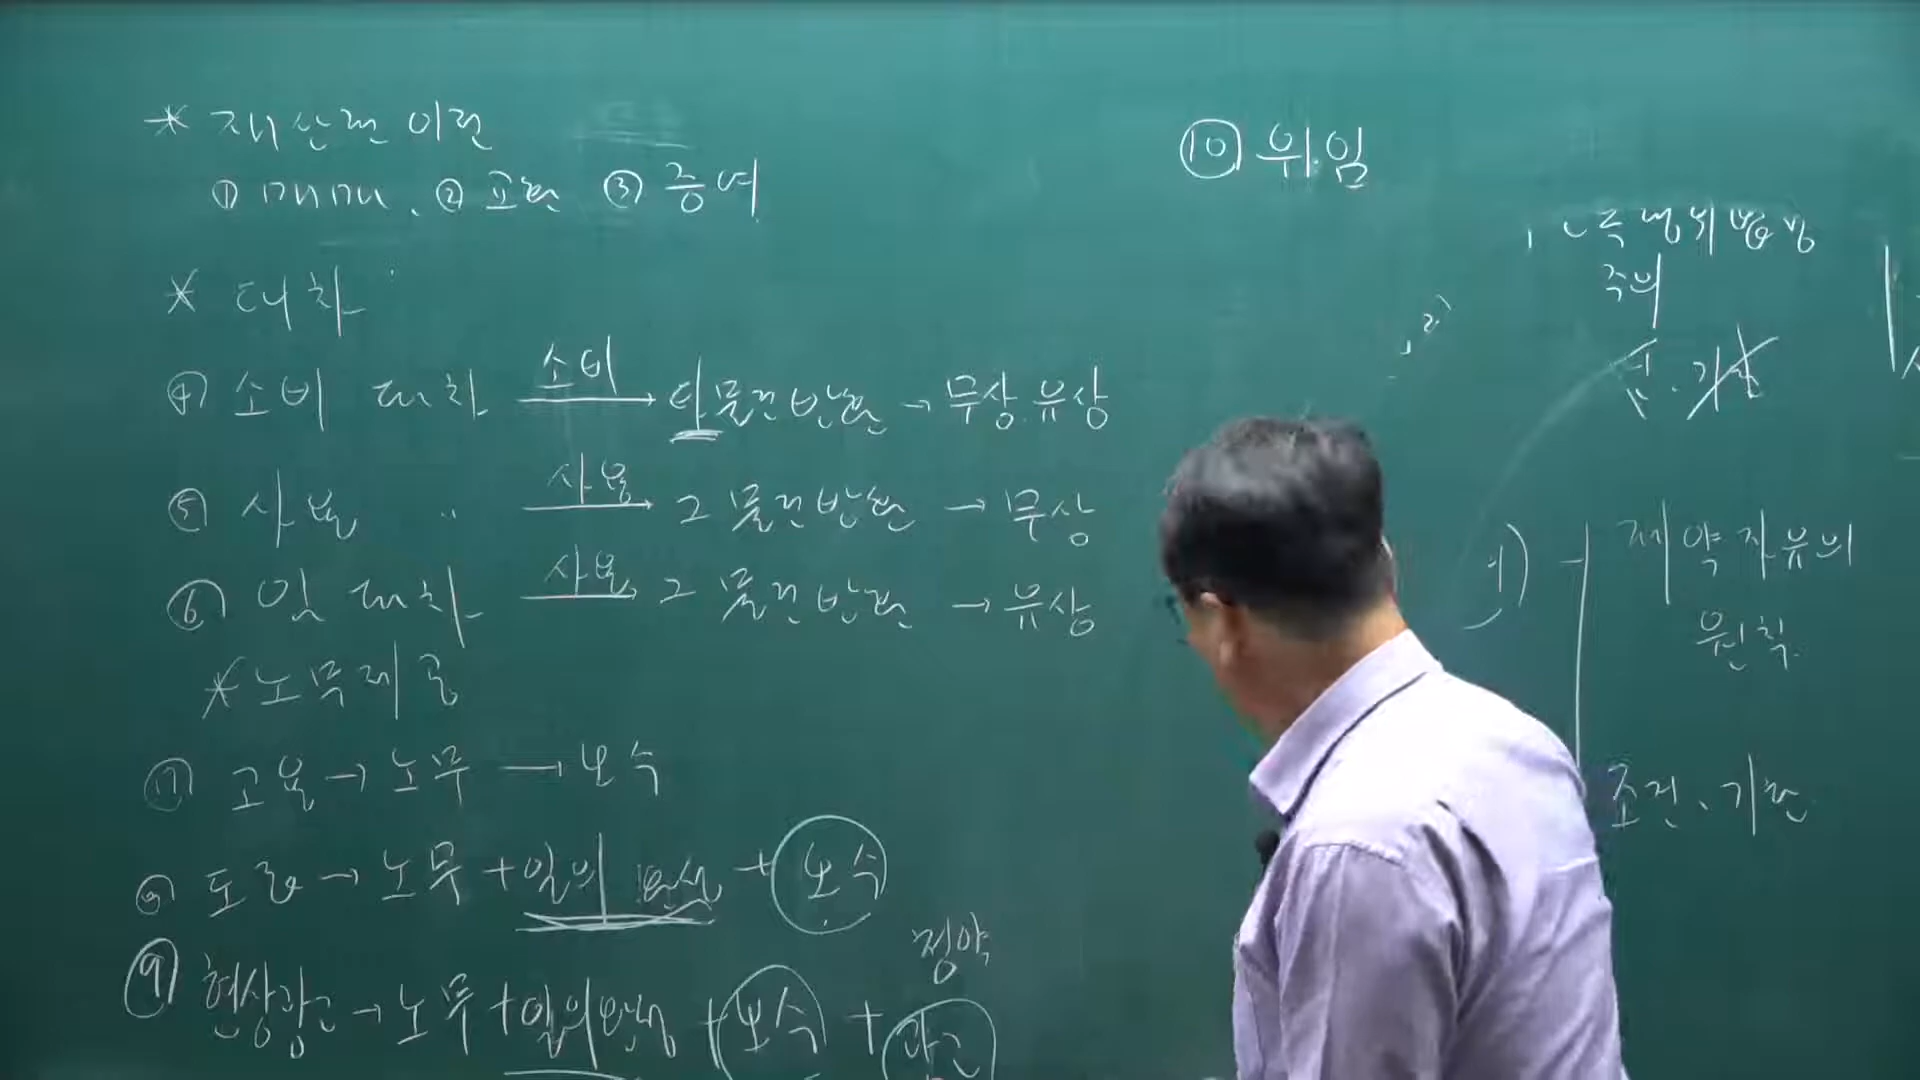 * 재산권 이전
① 매매, ② 교환 ③ 증여
* 대차
④ 소비 대차 소비→ 타물건반환 → 무상.유상
⑤ 사용 〃 사용→ 그 물건반환 → 무상
⑥ 임 대차 사용→ 그 물건반환 → 유상
* 노무제공
⑦ 고용 → 노무 → 보수
⑧ 도급 → 노무 + 일의 완성 + 보수
⑨ 현상광고 → 노무 + 일의완성 + 보수 + 광고
정약
⑩ 위임
주의
2)
1)
계약자유의
원칙.
조건、기한